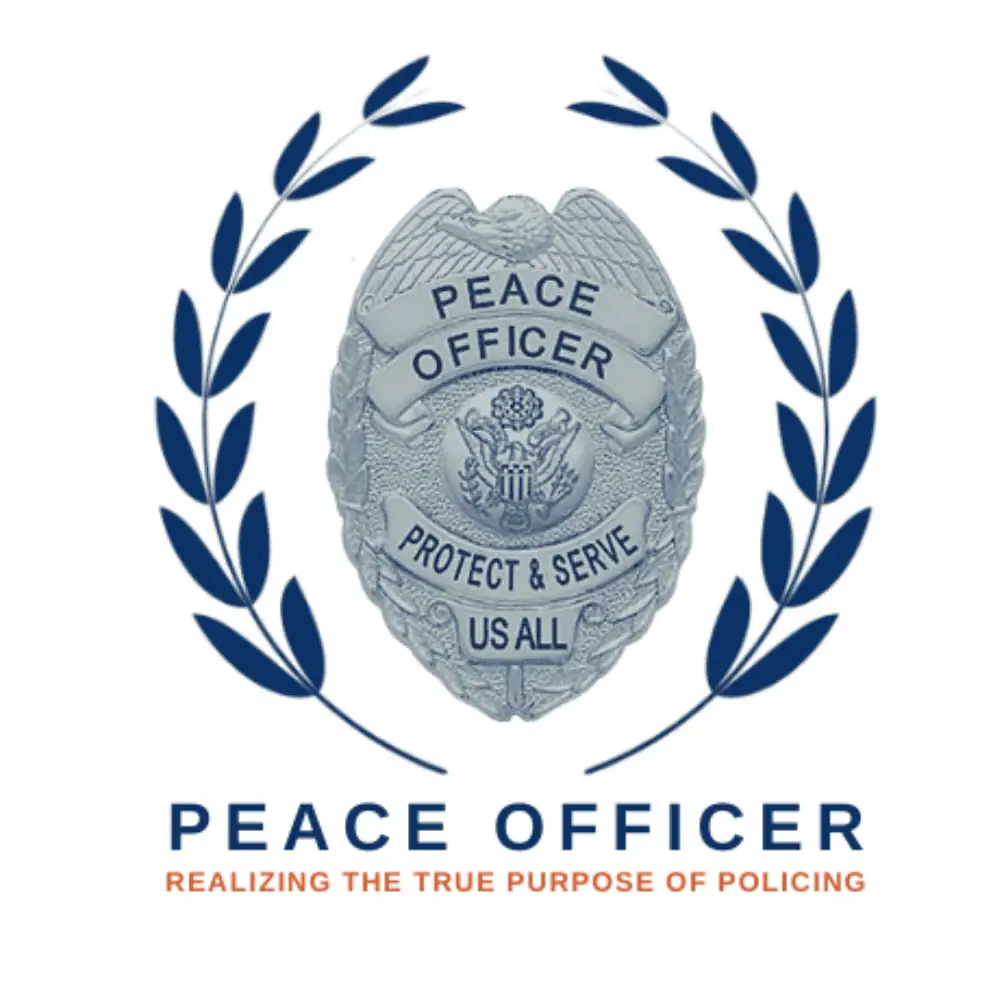 PEACE
OFFICER
PROTECT & SERVE
US ALL
PEACE OFFICER
REALIZING THE TRUE PURPOSE OF POLICING